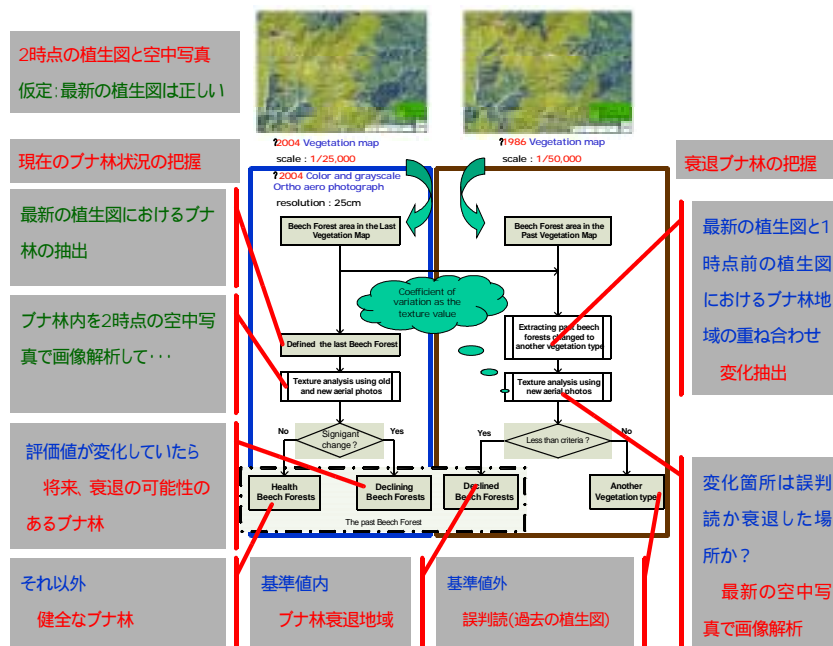 2時点の植生図と空中写真
仮定:最新の植生図は正しい
?2004 Vegetation map
scale : 1/25,000
?2004 Color and grayscale
Ortho aero photograph
resolution : 25cm
?1986 Vegetation map
scale : 1/50,000
現在のブナ林状況の把握
衰退ブナ林の把握
最新の植生図におけるブナ
林の抽出
ブナ林内を2時点の空中写
真で画像解析して・・・
評価値が変化していたら
将来、衰退の可能性の
あるブナ林
それ以外
健全なブナ林
Beech Forest area in the Last
Vegetation Map
Beech Forest area in the
Past Vegetation Map
Coefficient of
variation as the
texture value
Defined the last Beech Forest
Extracting past beech
forests changed to
another vegetation type
Texture analysis using old
and new aerial photos
Texture analysis using
new aerial photos
No
Signigant
change ?
Yes
Yes
Less than criteria ?
No
Health
Beech Forests
Declining
Beech Forests
Declined
Beech Forests
Another
Vegetation type
The past Beech Forest
最新の植生図と1
時点前の植生図
におけるブナ林地
域の重ね合わせ
変化抽出
変化箇所は誤判
読か衰退した場
所か?
最新の空中写
真で画像解析
基準値内
ブナ林衰退地域
基準値外
誤判読(過去の植生図)